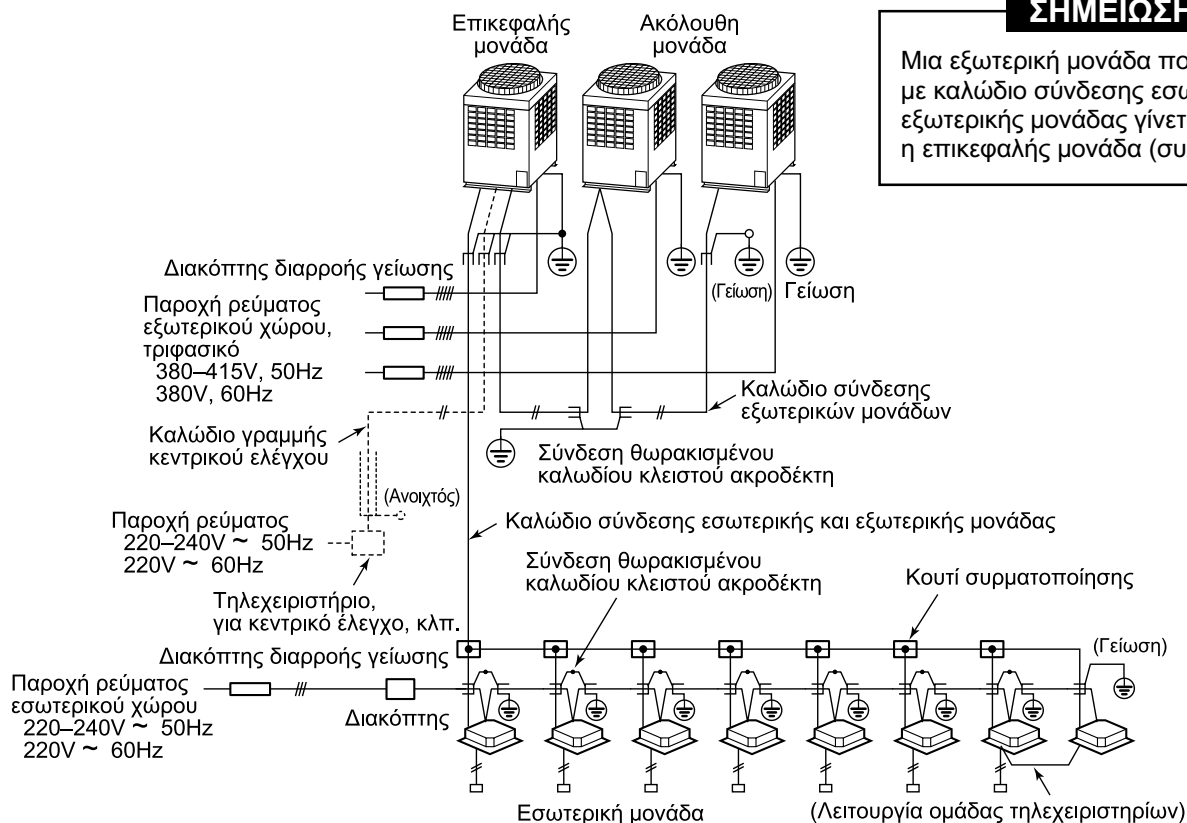 Επικεφαλής
μονάδα
Ακόλουθη
μονάδα
ΣΗΜΕΙΩΣΗ
Μια εξωτερική μονάδα
με καλώδιο σύνδεσης
εξωτερικής μονάδας
η επικεφαλής μονάδα
Διακόπτης διαρροής γείωσης
(Γείωση)
Γείωση
Παροχή ρεύματος
εξωτερικού χώρου,
τριφασικό
380–415V, 50Hz
380V, 60Hz
Καλώδιο σύνδεσης
εξωτερικών μονάδων
Καλώδιο γραμμής
κεντρικού ελέγχου
Σύνδεση θωρακισμένου
καλωδίου κλειστού ακροδέκτη
(Ανοιχτός)
Παροχή ρεύματος
220–240V ~ 50Hz
220V ~ 60Hz
Καλώδιο σύνδεσης εσωτερικής και εξωτερικής μονάδας
Σύνδεση θωρακισμένου
καλωδίου κλειστού ακροδέκτη
Κουτί συρματοποίησης
Τηλεχειριστήριο,
για κεντρικό έλεγχο, κλπ.
Διακόπτης διαρροής γείωσης
(Γείωση)
Παροχή ρεύματος
εσωτερικού χώρου
220–240V ~ 50Hz
220V ~ 60Hz
Διακόπτης
Εσωτερική μονάδα
(Λειτουργία ομάδας τηλεχειριστηρίων)